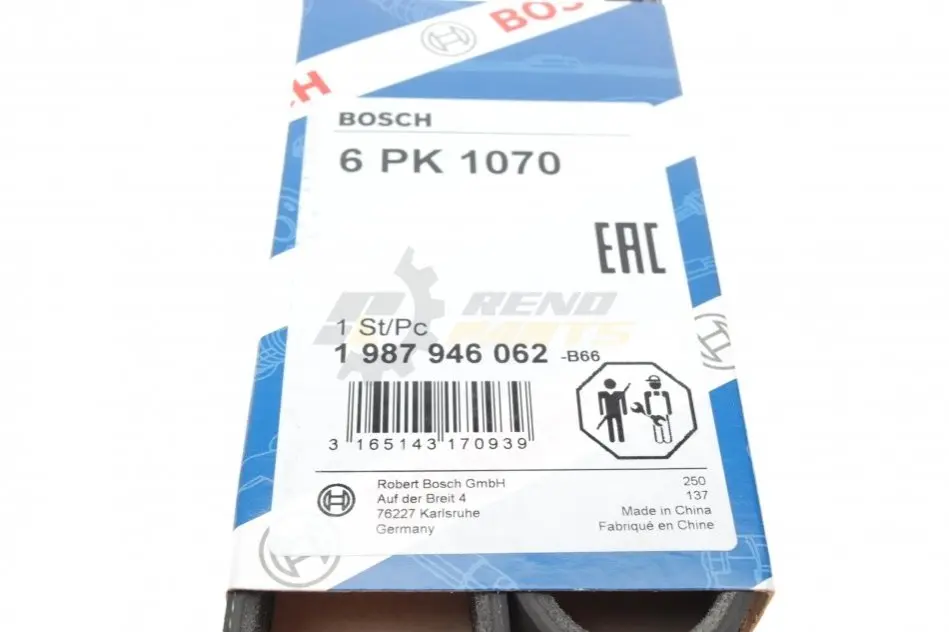 BOSCH
CH
BOSCH
6 PK 1070
EAC
RENO
PARTS
1 St/Pc
1 987 946 062 -B66
3 165143 170939
Robert Bosch GmbH
Auf der Breit 4
76227 Karlsruhe
Germany
250
137
Made in China
Fabriqué en Chine